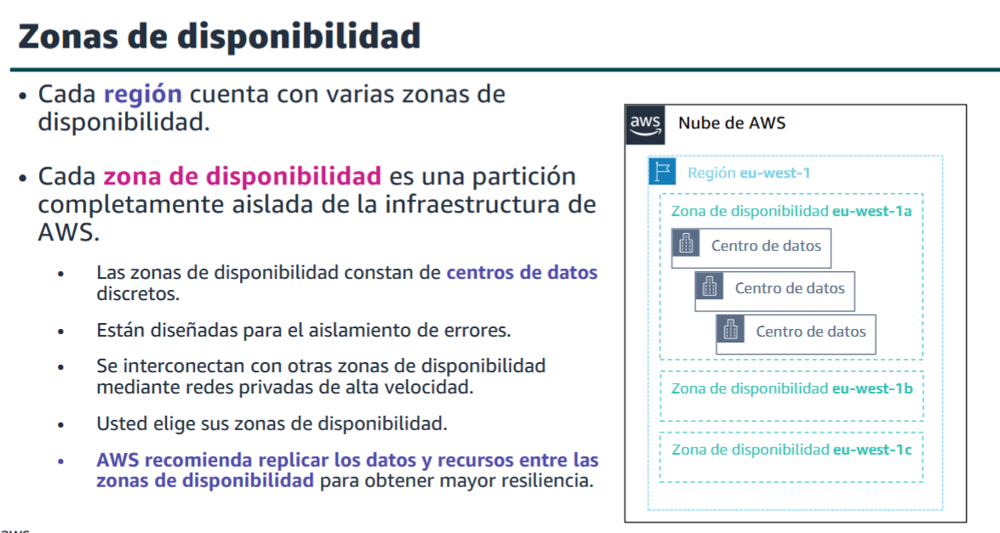 Zonas de disponibilidad
• Cada región cuenta con varias zonas de
disponibilidad.
• Cada zona de disponibilidad es una partición
completamente aislada de la infraestructura de
AWS.
• Las zonas de disponibilidad constan de centros de datos
discretos.
• Están diseñadas para el aislamiento de errores.
• Se interconectan con otras zonas de disponibilidad
mediante redes privadas de alta velocidad.
• Usted elige sus zonas de disponibilidad.
• AWS recomienda replicar los datos y recursos entre las
zonas de disponibilidad para obtener mayor resiliencia.
aws
Nube de AWS
Región eu-west-1
Zona de disponibilidad eu-west-1a
Centro de datos
Centro de datos
Centro de datos
Zona de disponibilidad eu-west-1b
Zona de disponibilidad eu-west-1c
aws